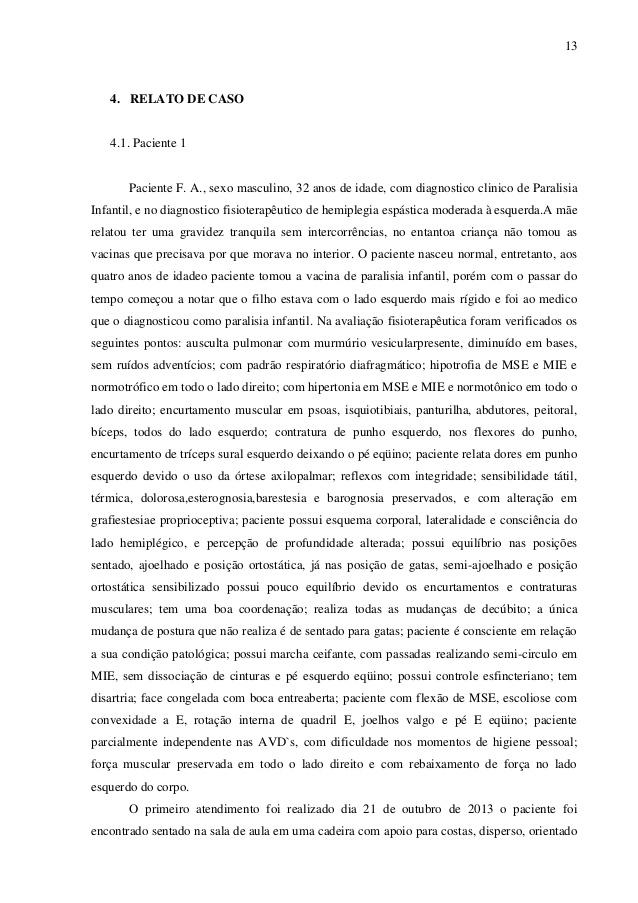 13
4. RELATO DE CASO
4.1. Paciente 1
Paciente F. A., sexo masculino, 32 anos de idade, com diagnostico clinico de Paralisia
Infantil, e no diagnostico fisioterapêutico de hemiplegia espástica moderada à esquerda.A mãe
relatou ter uma gravidez tranquila sem intercorrências, no entantoa criança não tomou as
vacinas que precisava por que morava no interior. O paciente nasceu normal, entretanto, aos
quatro anos de idadeo paciente tomou a vacina de paralisia infantil, porém com o passar do
tempo começou a notar que o filho estava com o lado esquerdo mais rígido e foi ao medico
que o diagnosticou como paralisia infantil. Na avaliação fisioterapêutica foram verificados os
seguintes pontos: ausculta pulmonar com murmúrio vesicularpresente, diminuído em bases,
sem ruídos adventícios; com padrão respiratório diafragmático; hipotrofia de MSE e MIE e
normotrófico em todo o lado direito; com hipertonia em MSE e MIE e normotônico em todo o
lado direito; encurtamento muscular em psoas, isquiotibiais, panturilha, abdutores, peitoral,
bíceps, todos do lado esquerdo; contratura de punho esquerdo, nos flexores do punho,
encurtamento de tríceps sural esquerdo deixando o pé eqüino; paciente relata dores em punho
esquerdo devido o uso da órtese axilopalmar; reflexos com integridade; sensibilidade tátil,
térmica, dolorosa,esterognosia,barestesia e barognosia preservados, e com alteração em
grafiestesiae proprioceptiva; paciente possui esquema corporal, lateralidade e consciência do
lado hemiplégico, e percepção de profundidade alterada; possui equilíbrio nas posições
sentado, ajoelhado e posição ortostática, já nas posição de gatas, semi-ajoelhado e posição
ortostática sensibilizado possui pouco equilíbrio devido os encurtamentos e contraturas
musculares; tem uma boa coordenação; realiza todas as mudanças de decúbito; a única
mudança de postura que não realiza é de sentado para gatas; paciente é consciente em relação
a sua condição patológica; possui marcha ceifante, com passadas realizando semi-circulo em
MIE, sem dissociação de cinturas e pé esquerdo eqüino; possui controle esfincteriano; tem
disartria; face congelada com boca entreaberta; paciente com flexão de MSE, escoliose com
convexidade a E, rotação interna de quadril E, joelhos valgo e pé E eqüino; paciente
parcialmente independente nas AVD`s, com dificuldade nos momentos de higiene pessoal;
força muscular preservada em todo o lado direito e com rebaixamento de força no lado
esquerdo do corpo.
O primeiro atendimento foi realizado dia 21 de outubro de 2013 o paciente foi
encontrado sentado na sala de aula em uma cadeira com apoio para costas, disperso, orientado